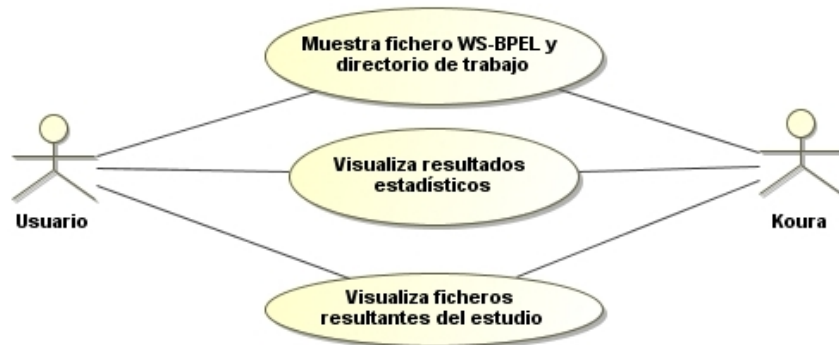 Muestra fichero WS-BPEL y
directorio de trabajo
Visualiza resultados
estadísticos
Usuario
Koura
Visualiza ficheros
resultantes del estudio